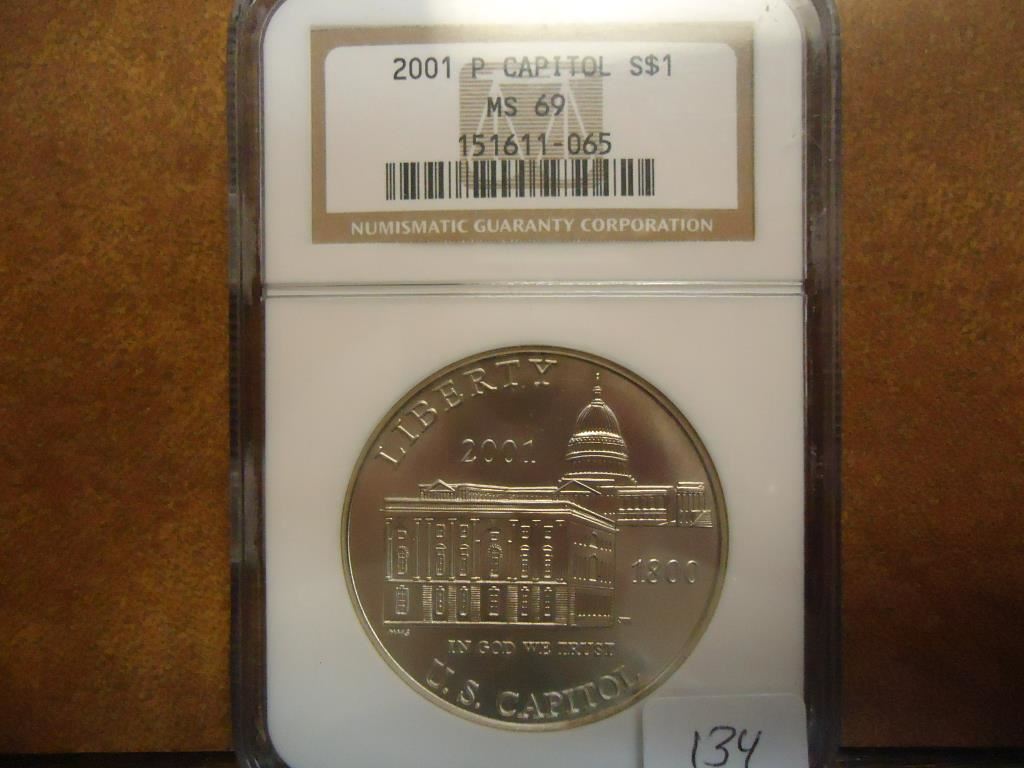 2001 P CAPITOL S$1
MS 69
151611-065
NUMISMATIC GUARANTY CORPORATION
LIBERTY
2001
1800
IN GOD WE TRUST
U.S. CAPITOL
134